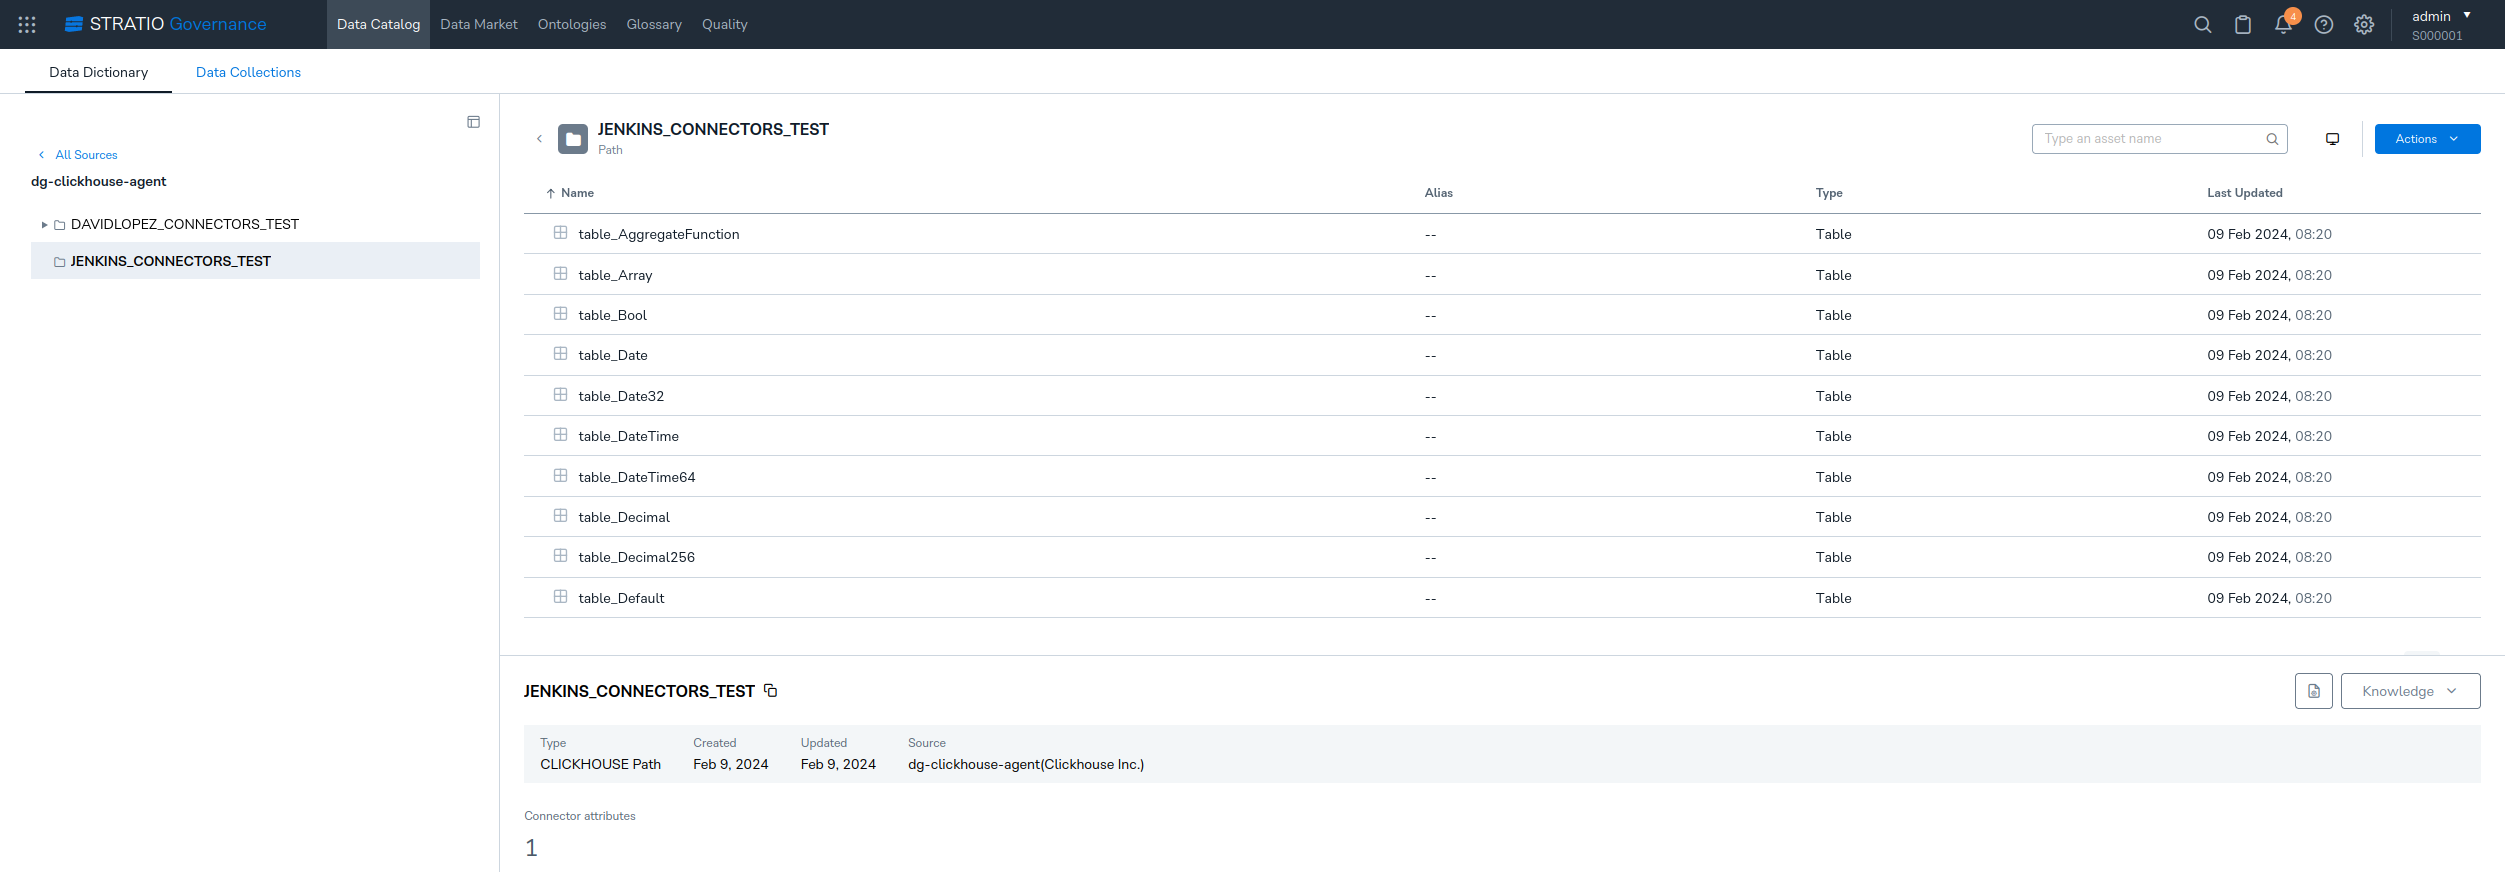 STRATIO Governance
Data Catalog
Data Market
Ontologies
Glossary
Quality
4
admin
S000001
Data Dictionary
Data Collections
All Sources
dg-clickhouse-agent
DAVIDLOPEZ_CONNECTORS_TEST
JENKINS_CONNECTORS_TEST
JENKINS_CONNECTORS_TEST
Path
Type an asset name
Actions
Name Alias Type Last Updated
table_AggregateFunction -- Table 09 Feb 2024, 08:20
table_Array -- Table 09 Feb 2024, 08:20
table_Bool -- Table 09 Feb 2024, 08:20
table_Date -- Table 09 Feb 2024, 08:20
table_Date32 -- Table 09 Feb 2024, 08:20
table_DateTime -- Table 09 Feb 2024, 08:20
table_DateTime64 -- Table 09 Feb 2024, 08:20
table_Decimal -- Table 09 Feb 2024, 08:20
table_Decimal256 -- Table 09 Feb 2024, 08:20
table_Default -- Table 09 Feb 2024, 08:20
JENKINS_CONNECTORS_TEST
Knowledge
Type Created Updated Source
CLICKHOUSE Path Feb 9, 2024 Feb 9, 2024 dg-clickhouse-agent(Clickhouse Inc.)
Connector attributes
1